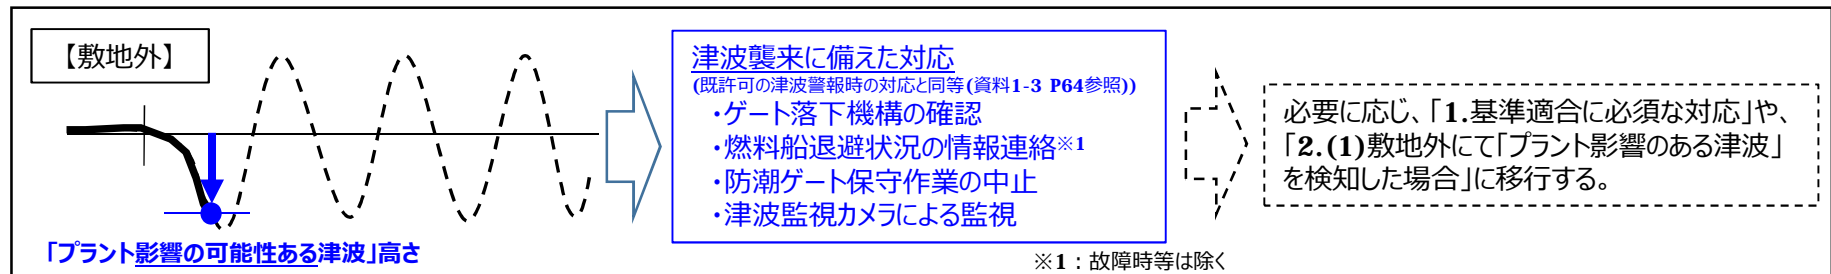 【敷地外】
「プラント影響の可能性ある津波」高さ
津波襲来に備えた対応
(既許可の津波警報時の対応と同等(資料1-3 P64参照))
・ゲート落下機構の確認
・燃料船退避状況の情報連絡※1
・防潮ゲート保守作業の中止
・津波監視カメラによる監視
※1：故障時等は除く
必要に応じ、「1.基準適合に必須な対応」や、
「2.(1)敷地外にて「プラント影響のある津波」
を検知した場合」に移行する。